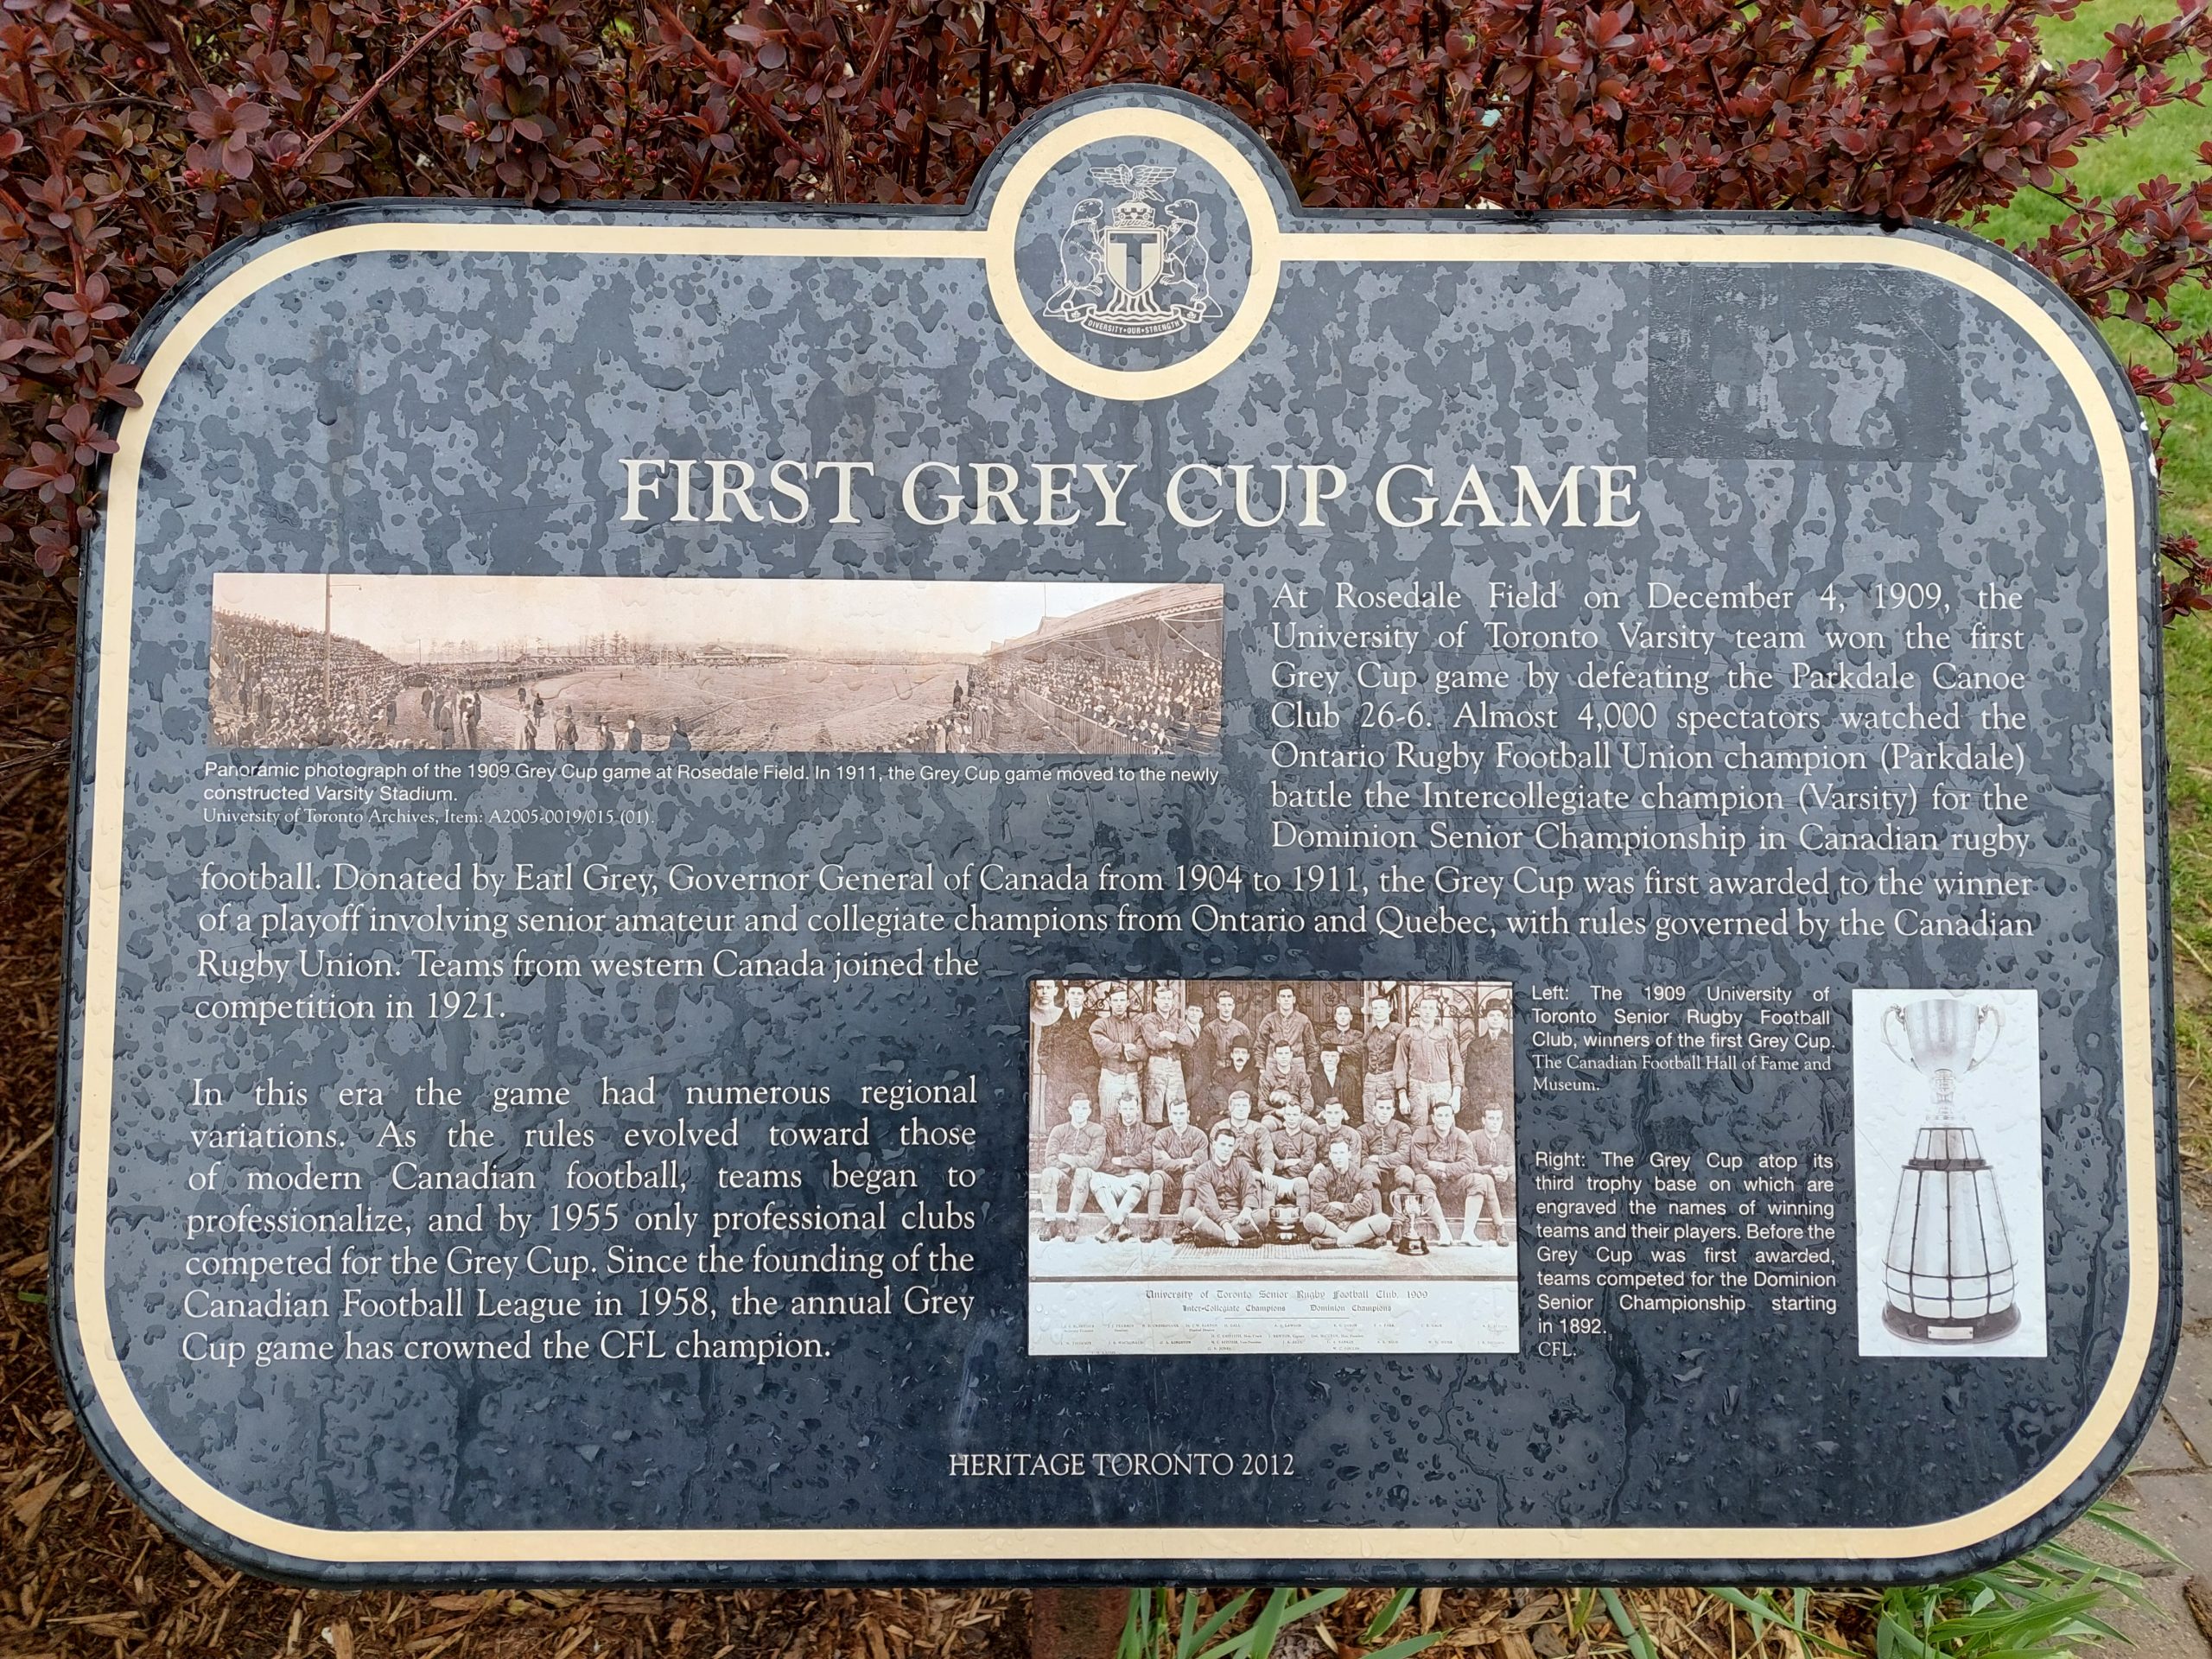 DIVERSITY•OUR•STRENGTH
FIRST GREY CUP GAME
Panoramic photograph of the 1909 Grey Cup game at Rosedale Field. In 1911, the Grey Cup game moved to the newly
constructed Varsity Stadium.
University of Toronto Archives, Item: A2005-0019/015 (01).
At Rosedale Field on December 4, 1909, the
University of Toronto Varsity team won the first
Grey Cup game by defeating the Parkdale Canoe
Club 26-6. Almost 4,000 spectators watched the
Ontario Rugby Football Union champion (Parkdale)
battle the Intercollegiate champion (Varsity) for the
Dominion Senior Championship in Canadian rugby
football. Donated by Earl Grey, Governor General of Canada from 1904 to 1911, the Grey Cup was first awarded to the winner
of a playoff involving senior amateur and collegiate champions from Ontario and Quebec, with rules governed by the Canadian
Rugby Union. Teams from western Canada joined the
competition in 1921.
In this era the game had numerous regional
variations. As the rules evolved toward those
of modern Canadian football, teams began to
professionalize, and by 1955 only professional clubs
competed for the Grey Cup. Since the founding of the
Canadian Football League in 1958, the annual Grey
Cup game has crowned the CFL champion.
University of Toronto Senior Rugby Football Club, 1909
Inter-Collegiate Champions Dominion Champions
Left: The 1909 University of
Toronto Senior Rugby Football
Club, winners of the first Grey Cup.
The Canadian Football Hall of Fame and
Museum.
Right: The Grey Cup atop its
third trophy base on which are
engraved the names of winning
teams and their players. Before the
Grey Cup was first awarded,
teams competed for the Dominion
Senior Championship starting
in 1892.
CFL.
HERITAGE TORONTO 2012